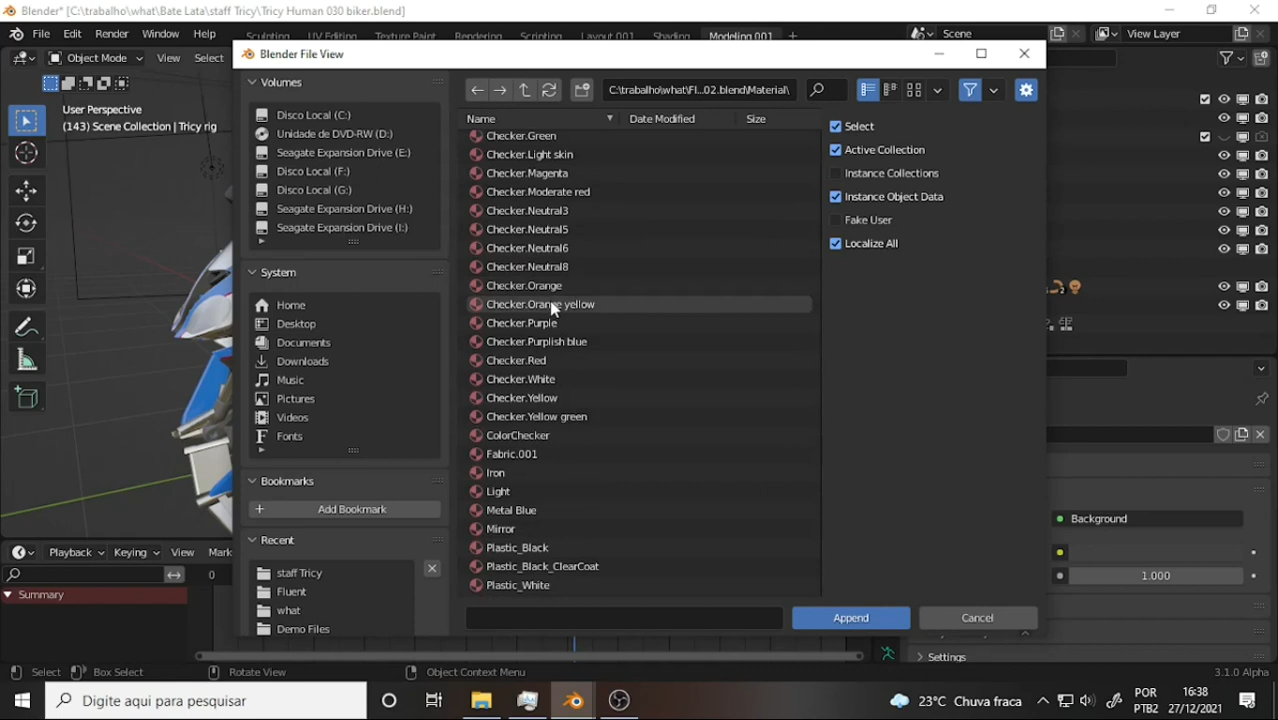 Blender* [C:\trabalho\what\Bate Lata\staff Tricy\Tricy Human 030 biker.blend]
File Edit Render Window Help
Sculpting UV Editing Texture Paint Shading Rendering Scripting Layout 001 Modeling 001
Scene View Layer
Object Mode View Select
User Perspective
(143) Scene Collection | Tricy rig
Blender File View
Volumes
Disco Local (C:)
Unidade de DVD-RW (D:)
Seagate Expansion Drive (E:)
Disco Local (F:)
Disco Local (G:)
Seagate Expansion Drive (H:)
Seagate Expansion Drive (I:)
System
Home
Desktop
Documents
Downloads
Music
Pictures
Videos
Fonts
Bookmarks
Add Bookmark
Recent
staff Tricy
Fluent
what
Demo Files
C:\trabalho\what\Fl...02.blend\Material\
Name Date Modified Size
Checker.Green
Checker.Light skin
Checker.Magenta
Checker.Moderate red
Checker.Neutral3
Checker.Neutral5
Checker.Neutral6
Checker.Neutral8
Checker.Orange
Checker.Orange yellow
Checker.Purple
Checker.Purplish blue
Checker.Red
Checker.White
Checker.Yellow
Checker.Yellow green
ColorChecker
Fabric.001
Iron
Light
Metal Blue
Mirror
Plastic_Black
Plastic_Black_ClearCoat
Plastic_White
Select
Active Collection
Instance Collections
Instance Object Data
Fake User
Localize All
Append Cancel
Background
1.000
Settings
Playback Keying View Mark
0
Summary
Select Box Select Rotate View Object Context Menu 3.1.0 Alpha
Digite aqui para pesquisar
23°C Chuva fraca
POR
PTB2
16:38
27/12/2021